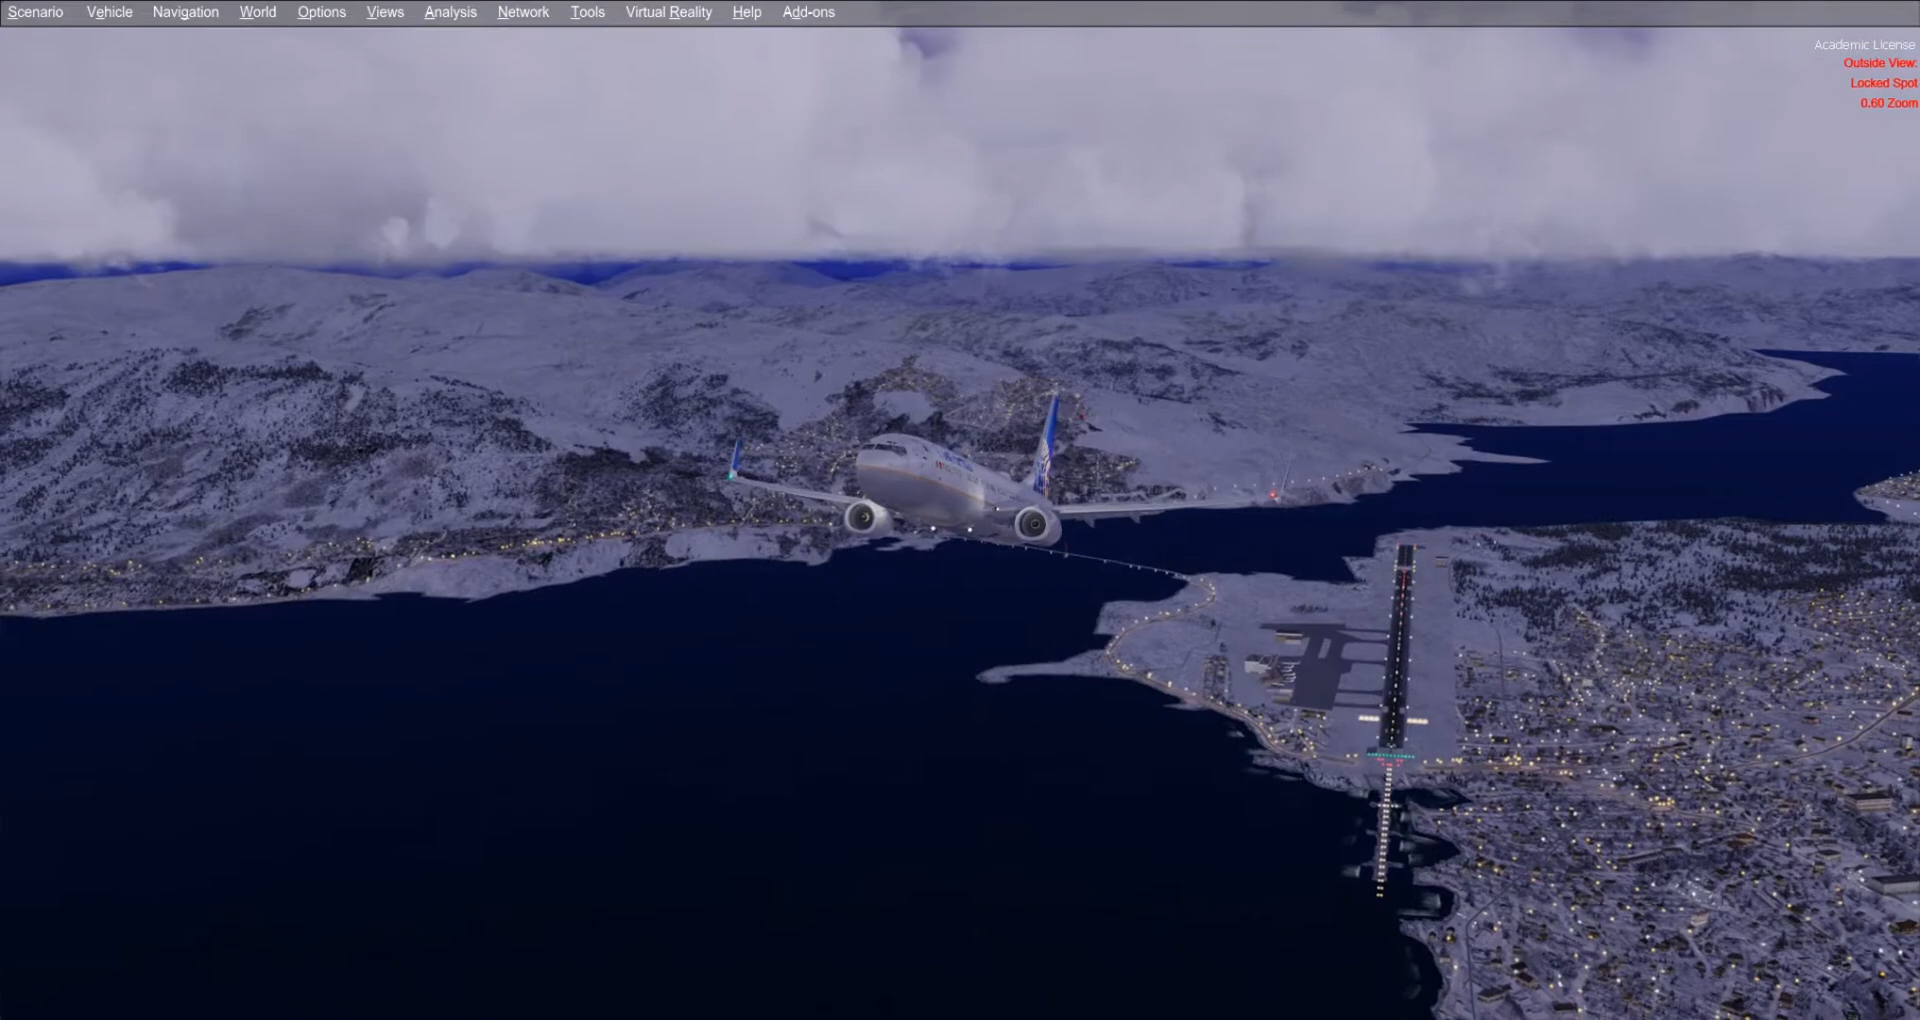 Scenario Vehicle Navigation World Options Views Analysis Network Tools Virtual Reality Help Add-ons
Academic License
Outside View:
Locked Spot
0.60 Zoom